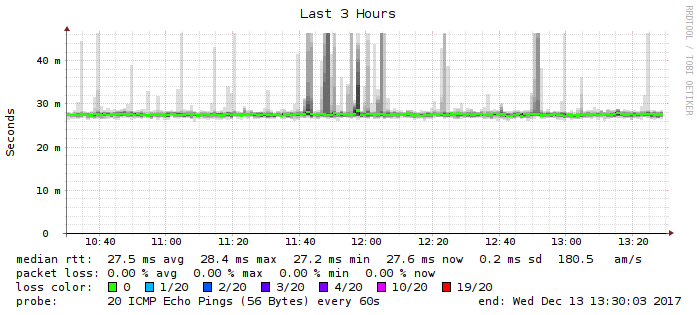 Last 3 Hours
RRDTOOL / TOBI OETIKER
Seconds
40 m
30 m
20 m
10 m
0
10:40 11:00 11:20 11:40 12:00 12:20 12:40 13:00 13:20
median rtt: 27.5 ms avg 28.4 ms max 27.2 ms min 27.6 ms now 0.2 ms sd 180.5 am/s
packet loss: 0.00 % avg 0.00 % max 0.00 % min 0.00 % now
loss color: 0 1/20 2/20 3/20 4/20 10/20 19/20
probe: 20 ICMP Echo Pings (56 Bytes) every 60s end: Wed Dec 13 13:30:03 2017